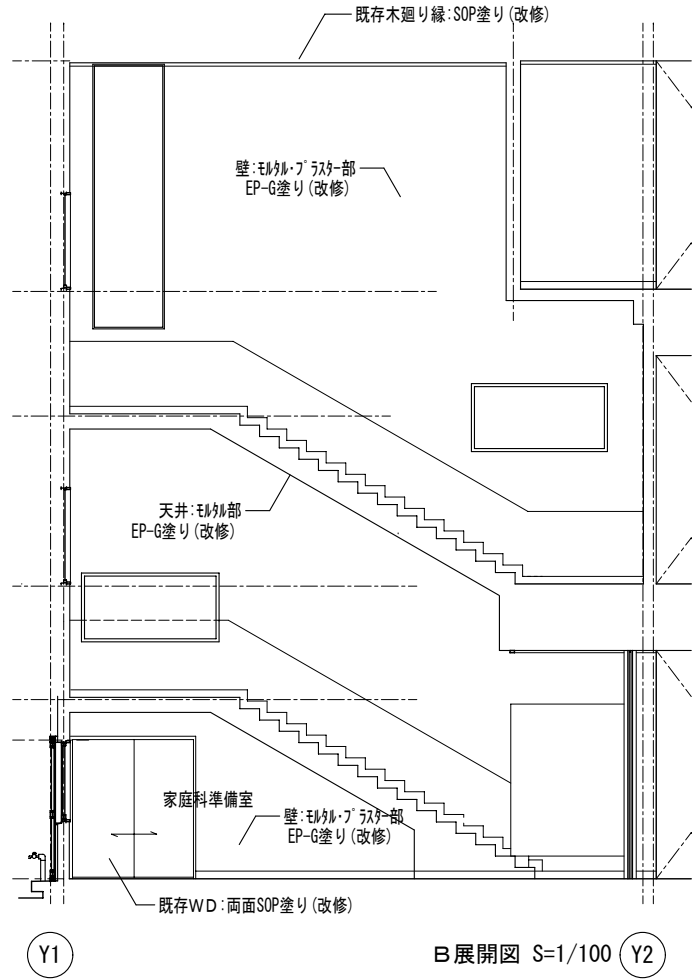 既存木廻り縁:SOP塗り(改修)
壁:モルタル・プラスター部
EP-G塗り(改修)
天井:モルタル部
EP-G塗り(改修)
家庭科準備室
壁:モルタル・プラスター部
EP-G塗り(改修)
既存WD:両面SOP塗り(改修)
Y1
B展開図 S=1/100
Y2